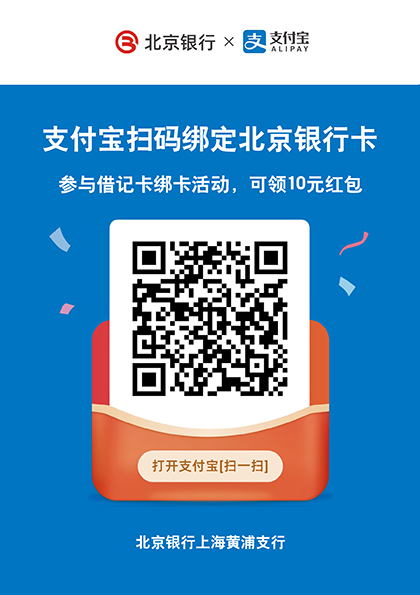 北京银行 × 支 支付宝 ALIPAY
支付宝扫码绑定北京银行卡
参与借记卡绑卡活动，可领10元红包
打开支付宝[扫一扫]
北京银行上海黄浦支行